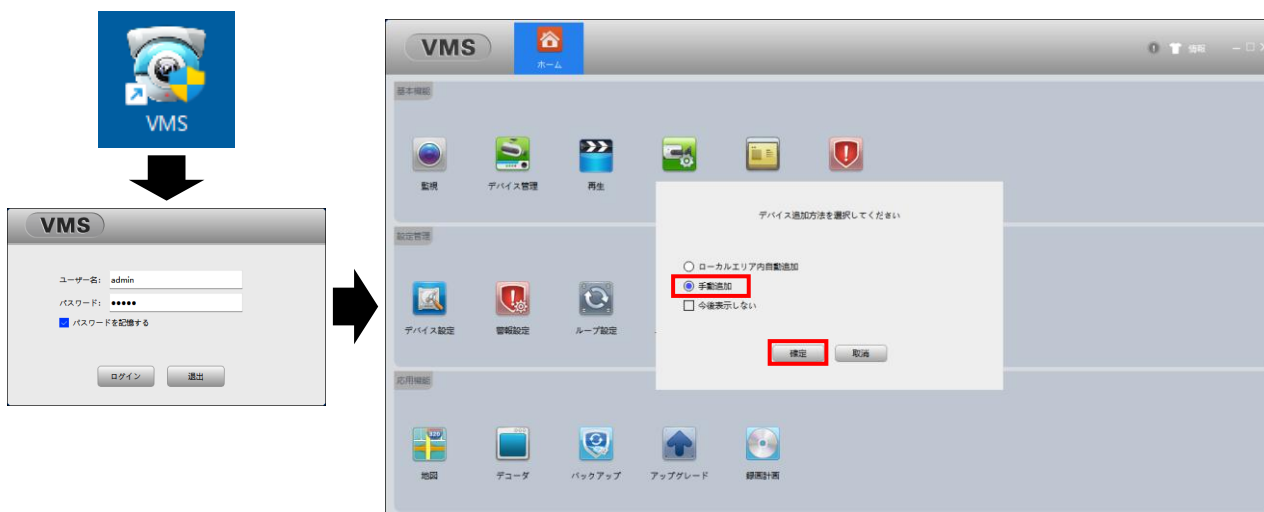 VMS
VMS
ユーザー名: admin
パスワード: •••••
パスワードを記憶する
ログイン 退出
VMS
ホーム
情報
基本機能
監視 デバイス管理 再生
デバイス追加方法を選択してください
設定管理
ローカルエリア内自動追加
手動追加
今後表示しない
デバイス設定 警報設定 ループ設定
確定 取消
応用機能
320
地図 デコーダ バックアップ アップグレード 録画計画